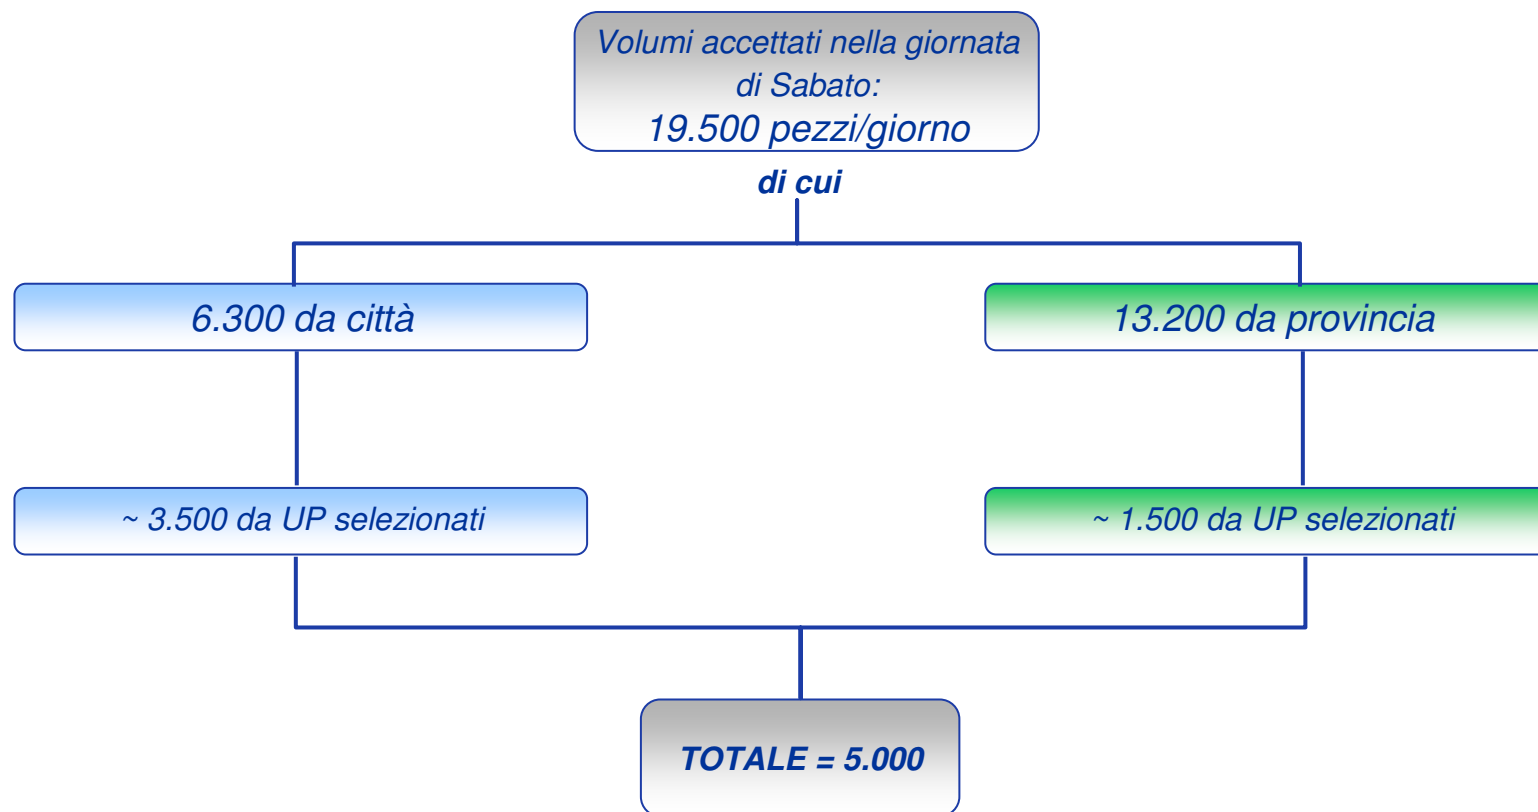 Volumi accettati nella giornata
di Sabato:
19.500 pezzi/giorno
di cui
6.300 da città
13.200 da provincia
~ 3.500 da UP selezionati
~ 1.500 da UP selezionati
TOTALE = 5.000